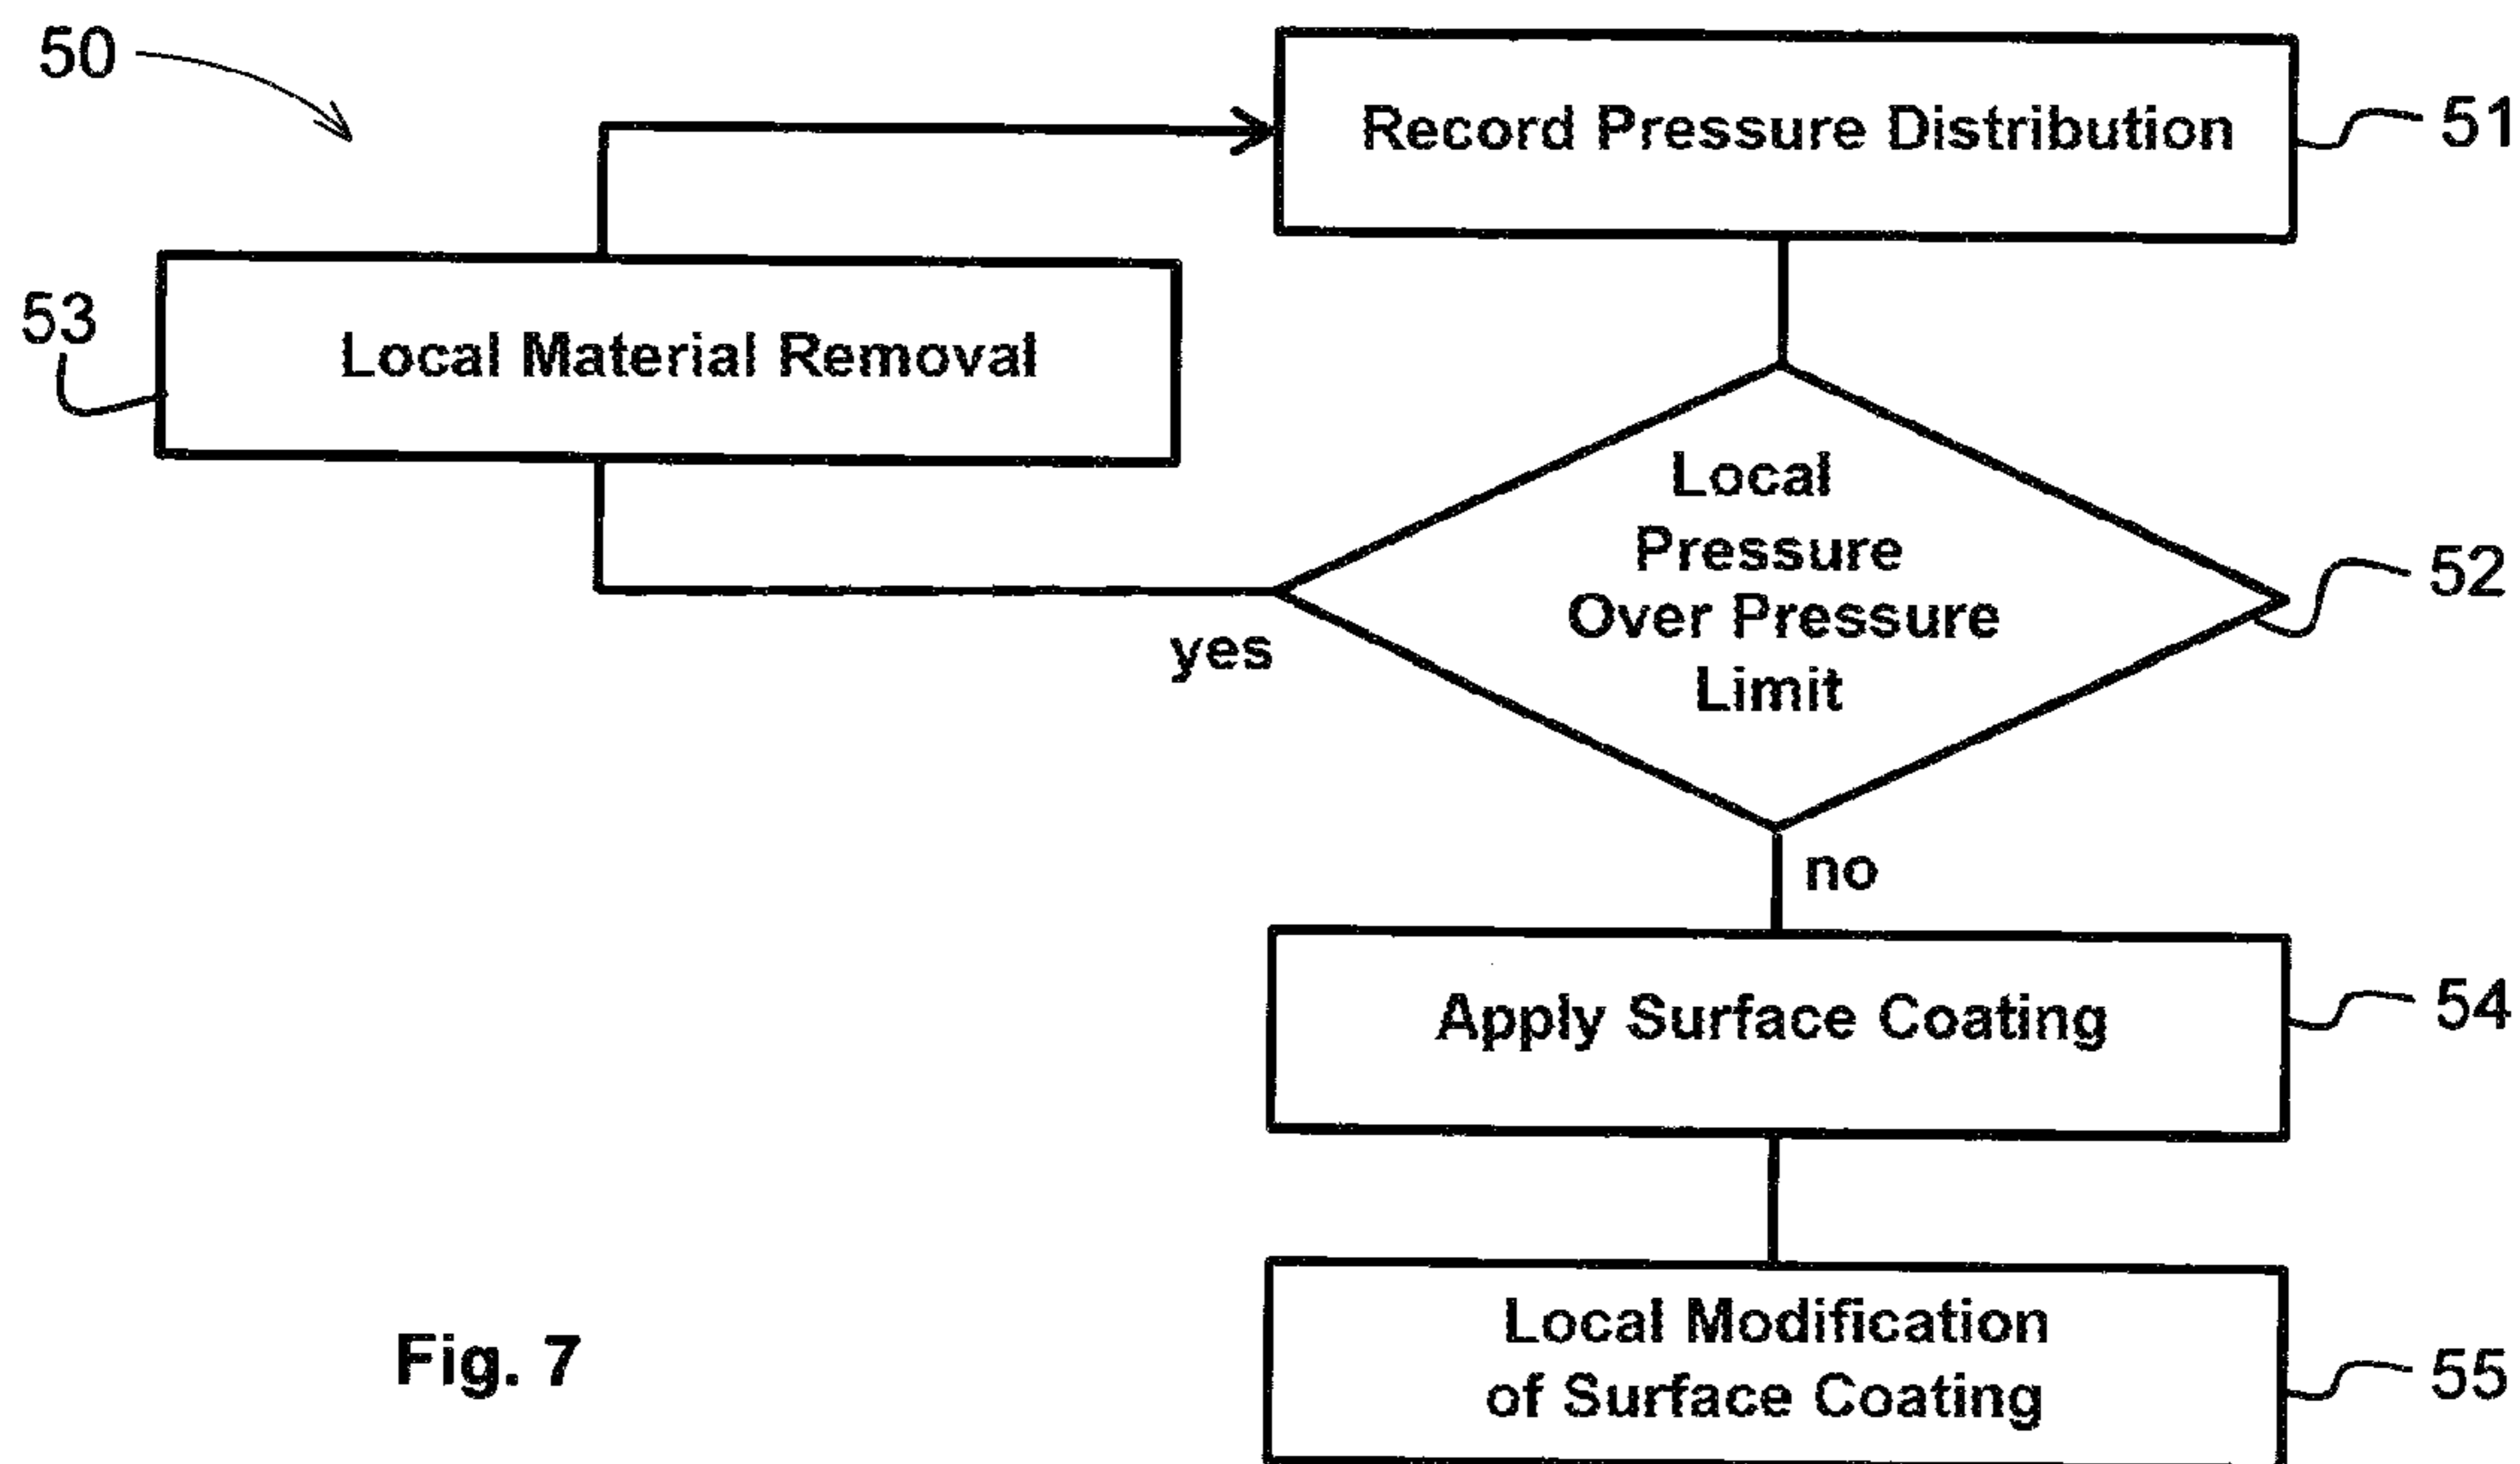 50
Record Pressure Distribution
51
53
Local Material Removal
Local
Pressure
Over Pressure
Limit
52
yes
no
Apply Surface Coating
54
Local Modification
of Surface Coating
55
Fig. 7